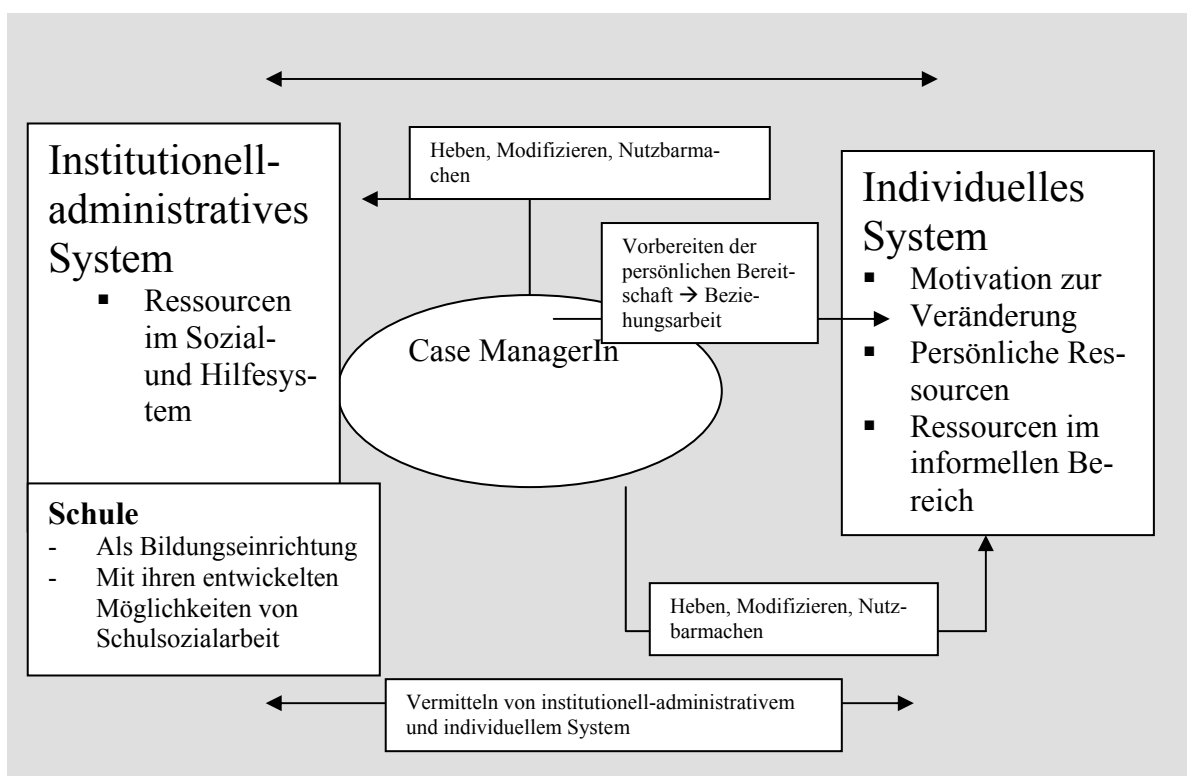 Institutionell-
administratives
System
▪ Ressourcen
im Sozial-
und Hilfesys-
tem
Schule
- Als Bildungseinrichtung
- Mit ihren entwickelten
Möglichkeiten von
Schulsozialarbeit
Heben, Modifizieren, Nutzbarma-
chen
Vorbereiten der
persönlichen Bereit-
schaft → Bezie-
hungsarbeit
Case ManagerIn
Individuelles
System
▪ Motivation zur
Veränderung
▪ Persönliche Res-
sourcen
▪ Ressourcen im
informellen Be-
reich
Heben, Modifizieren, Nutz-
barmachen
Vermitteln von institutionell-administrativem
und individuellem System